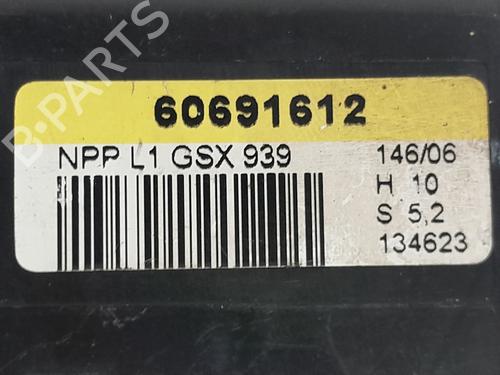 60691612
NPP L1 GSX 939
146/06
H 10
S 5,2
134623
B-PARTS